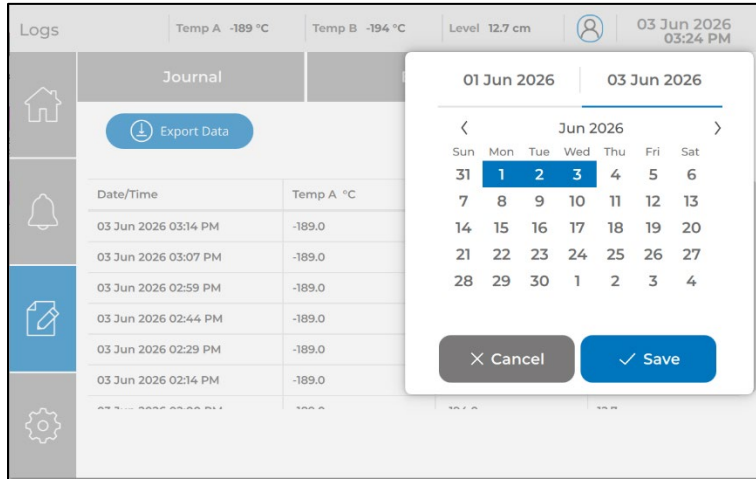 Logs Temp A -189 °C Temp B -194 °C Level 12.7 cm 03 Jun 2026
03:24 PM
Journal
Export Data
Date/Time Temp A °C
03 Jun 2026 03:14 PM -189.0
03 Jun 2026 03:07 PM -189.0
03 Jun 2026 02:59 PM -189.0
03 Jun 2026 02:44 PM -189.0
03 Jun 2026 02:29 PM -189.0
03 Jun 2026 02:14 PM -189.0
01 Jun 2026 03 Jun 2026
Jun 2026
Sun Mon Tue Wed Thu Fri Sat
31 1 2 3 4 5 6
7 8 9 10 11 12 13
14 15 16 17 18 19 20
21 22 23 24 25 26 27
28 29 30 1 2 3 4
Cancel Save